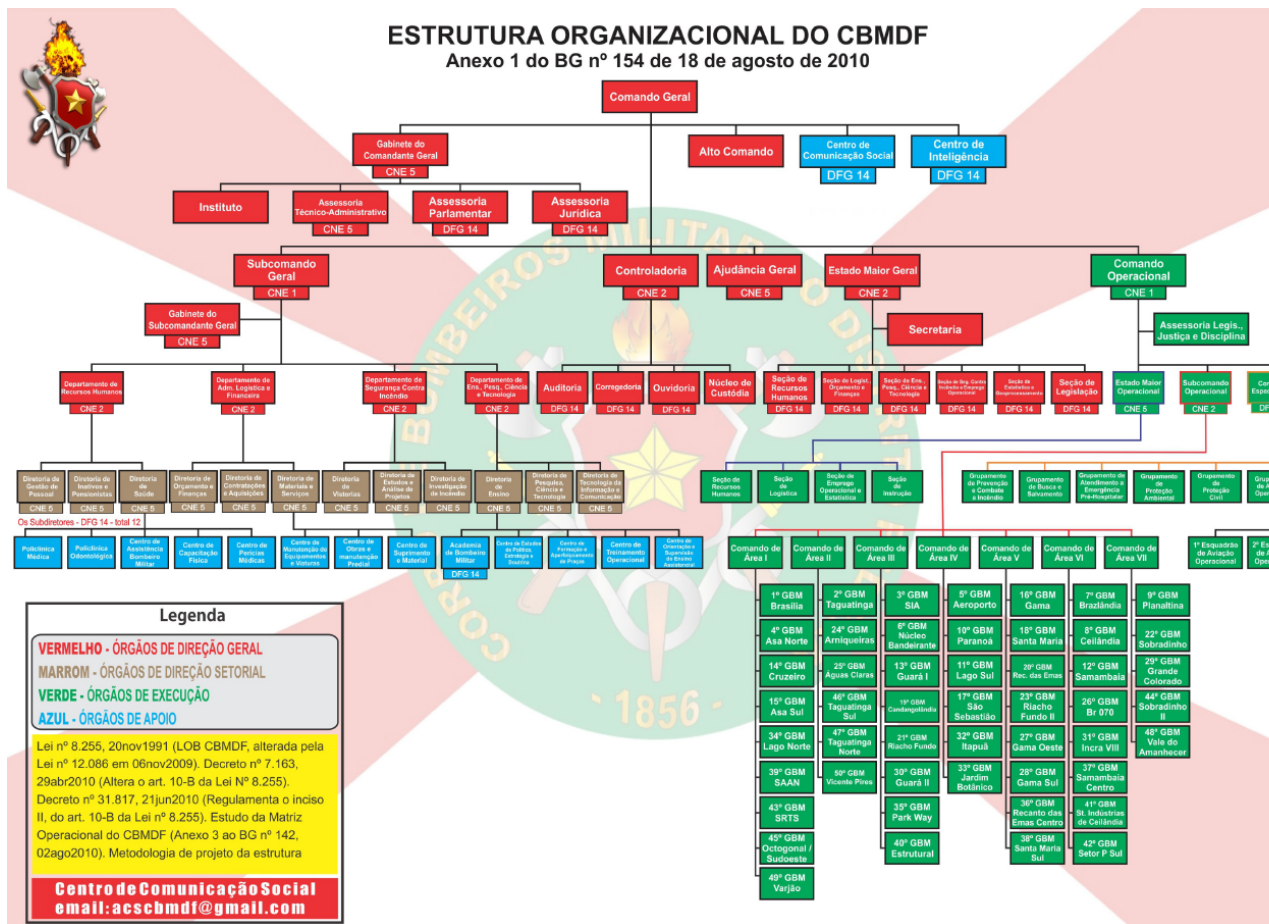 ESTRUTURA ORGANIZACIONAL DO CBMDF
Anexo 1 do BG nº 154 de 18 de agosto de 2010
Comando Geral
Gabinete do
Comandante Geral
CNE 5
Alto Comando
Centro de
Comunicação Social
DFG 14
Centro de
Inteligência
DFG 14
Instituto
Assessoria
Técnico-Administrativo
CNE 5
Assessoria
Parlamentar
DFG 14
Assessoria
Jurídica
DFG 14
Subcomando
Geral
CNE 1
Controladoria
CNE 2
Ajudância Geral
CNE 5
Estado Maior Geral
CNE 2
Comando
Operacional
CNE 1
Gabinete do
Subcomandante Geral
CNE 5
Secretaria
Assessoria Legis.,
Justiça e Disciplina
Departamento de
Recursos Humanos
CNE 2
Departamento de
Adm. Logística e
Financeira
CNE 2
Departamento de
Segurança Contra
Incêndio
CNE 2
Departamento de
Ens., Pesq., Ciência
e Tecnologia
CNE 2
Auditoria
DFG 14
Corregedoria
DFG 14
Ouvidoria
DFG 14
Núcleo de
Custódia
Seção de
Recursos
Humanos
DFG 14
Seção de Logíst.,
Orçamento e
Finanças
DFG 14
Seção de Ens.,
Pesq., Ciência e
Tecnologia
DFG 14
Seção de Seg. Contra
Incêndio e Emprego
Operacional
DFG 14
Seção de
Estatística e
Geoprocessamento
DFG 14
Seção de
Legislação
DFG 14
Estado Maior
Operacional
CNE 5
Subcomando
Operacional
CNE 2
Diretoria de
Gestão de
Pessoal
CNE 5
Diretoria de
Inativos e
Pensionistas
CNE 5
Diretoria
de
Saúde
CNE 5
Diretoria de
Orçamento e
Finanças
CNE 5
Diretoria de
Contratações
e Aquisições
CNE 5
Diretoria de
Materiais e
Serviços
CNE 5
Diretoria
de
Vistorias
CNE 5
Diretoria de
Estudos e
Análise de
Projetos
CNE 5
Diretoria de
Investigação
de Incêndio
CNE 5
Diretoria
de
Ensino
CNE 5
Diretoria de
Pesquisa,
Ciência e
Tecnologia
CNE 5
Diretoria de
Tecnologia da
Informação e
Comunicação
CNE 5
Seção de
Recursos
Humanos
Seção
de
Logística
Seção de
Emprego
Operacional e
Estatística
Seção
de
Instrução
Grupamento de
Prevenção e
Combate
a Incêndio
Grupamento
de Busca e
Salvamento
Grupamento de
Atendimento a
Emergência
Pré-Hospitalar
Grupamento
de
Proteção
Ambiental
Grupamento
de
Proteção
Civil
Os Subdiretores - DFG 14 - total 12
Policlínica
Médica
Policlínica
Odontológica
Centro de
Assistência
Bombeiro
Militar
Centro de
Capacitação
Física
Centro de
Perícias
Médicas
Centro de
Manutenção de
Equipamentos
e Viaturas
Centro de
Obras e
manutenção
Predial
Centro de
Suprimento
e Material
Academia
de Bombeiro
Militar
DFG 14
Centro de Estudos
de Política,
Estratégia e
Doutrina
Centro de
Formação e
Aperfeiçoamento
de Praças
Centro de
Treinamento
Operacional
Centro de
Orientação e
Supervisão
do Ensino
Assistencial
Comando de
Área I
Comando de
Área II
Comando de
Área III
Comando de
Área IV
Comando de
Área V
Comando de
Área VI
Comando de
Área VII
1º Esquadrão
de Aviação
Operacional
1º GBM
Brasília
4º GBM
Asa Norte
14º GBM
Cruzeiro
15º GBM
Asa Sul
34º GBM
Lago Norte
39º GBM
SAAN
43º GBM
SRTS
45º GBM
Octogonal /
Sudoeste
49º GBM
Varjão
2º GBM
Taguatinga
24º GBM
Arniqueiras
25º GBM
Águas Claras
46º GBM
Taguatinga
Sul
47º GBM
Taguatinga
Norte
50º GBM
Vicente Pires
3º GBM
SIA
6º GBM
Núcleo
Bandeirante
13º GBM
Guará I
19º GBM
Candangolândia
21º GBM
Riacho Fundo
30º GBM
Guará II
35º GBM
Park Way
40º GBM
Estrutural
5º GBM
Aeroporto
10º GBM
Paranoá
11º GBM
Lago Sul
17º GBM
São
Sebastião
32º GBM
Itapuã
33º GBM
Jardim
Botânico
16º GBM
Gama
18º GBM
Santa Maria
20º GBM
Rec. das Emas
23º GBM
Riacho
Fundo II
27º GBM
Gama Oeste
28º GBM
Gama Sul
36º GBM
Recanto das
Emas Centro
38º GBM
Santa Maria
Sul
7º GBM
Brazlândia
8º GBM
Ceilândia
12º GBM
Samambaia
26º GBM
Br 070
31º GBM
Incra VIII
37º GBM
Samambaia
Centro
41º GBM
St. Indústrias
de Ceilândia
42º GBM
Setor P Sul
9º GBM
Planaltina
22º GBM
Sobradinho
29º GBM
Grande
Colorado
44º GBM
Sobradinho
II
48º GBM
Vale do
Amanhecer
Legenda
VERMELHO - ÓRGÃOS DE DIREÇÃO GERAL
MARROM - ÓRGÃOS DE DIREÇÃO SETORIAL
VERDE - ÓRGÃOS DE EXECUÇÃO
AZUL - ÓRGÃOS DE APOIO
Lei nº 8.255, 20nov1991 (LOB CBMDF, alterada pela
Lei nº 12.086 em 06nov2009). Decreto nº 7.163,
29abr2010 (Altera o art. 10-B da Lei Nº 8.255).
Decreto nº 31.817, 21jun2010 (Regulamenta o inciso
II, do art. 10-B da Lei nº 8.255). Estudo da Matriz
Operacional do CBMDF (Anexo 3 ao BG nº 142,
02ago2010). Metodologia de projeto da estrutura
Centro de Comunicação Social
email: acscbmdf@gmail.com
- 1856 -